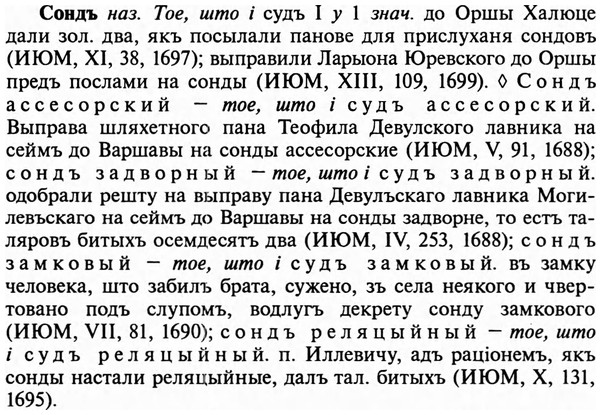 Сондъ наз. Тое, што і судъ I у 1 знач. до Оршы Халюце
дали зол. два, якъ посылали панове для прислуханя сондовъ
(ИЮМ, XI, 38, 1697); выправили Ларыона Юревского до Оршы
предъ послами на сонды (ИЮМ, XIII, 109, 1699). ◊ Сондъ
ассесорский – тое, што і судъ ассесорский.
Выправа шляхетного пана Теофила Девулского лавника на
сеймъ до Варшавы на сонды ассесорские (ИЮМ, V, 91, 1688);
сондъ задворный – тое, што і судъ задворный.
одобрали решту на выправу пана Девулъскаго лавника Моги-
левъскаго на сеймъ до Варшавы на сонды задворне, то естъ та-
ляровъ битыхъ осемдесятъ два (ИЮМ, IV, 253, 1688); сондъ
замковый – тое, што і судъ замковый. въ замку
человека, што забилъ брата, сужено, зъ села неякого и чвер-
товано подъ слупомъ, водлугъ декрету сонду замкового
(ИЮМ, VII, 81, 1690); сондъ реляцыйный – тое, што
і судъ реляцыйный. п. Иллевичу, адъ раціонемъ, якъ
сонды настали реляцыйные, далъ тал. битыхъ (ИЮМ, X, 131,
1695).